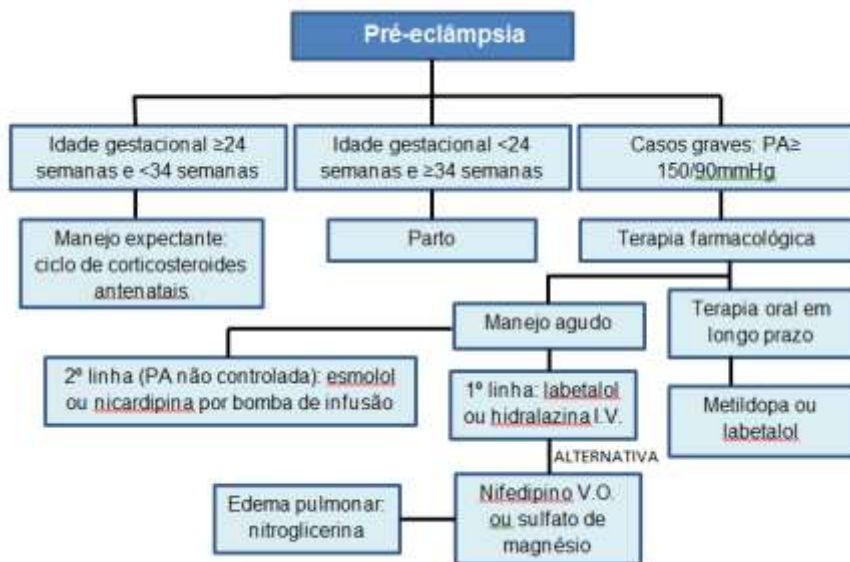 Pré-eclâmpsia
Idade gestacional ≥24
semanas e <34 semanas
Idade gestacional <24
semanas e ≥34 semanas
Casos graves: PA≥
150/90mmHg
Manejo expectante:
ciclo de corticosteroides
antenatais
Parto
Terapia farmacológica
Manejo agudo
Terapia oral em
longo prazo
2º linha (PA não controlada): esmolol
ou nicardipina por bomba de infusão
1º linha: labetalol
ou hidralazina I.V.
Metildopa ou
labetalol
ALTERNATIVA
Edema pulmonar:
nitroglicerina
Nifedipino V.O.
ou sulfato de
magnésio